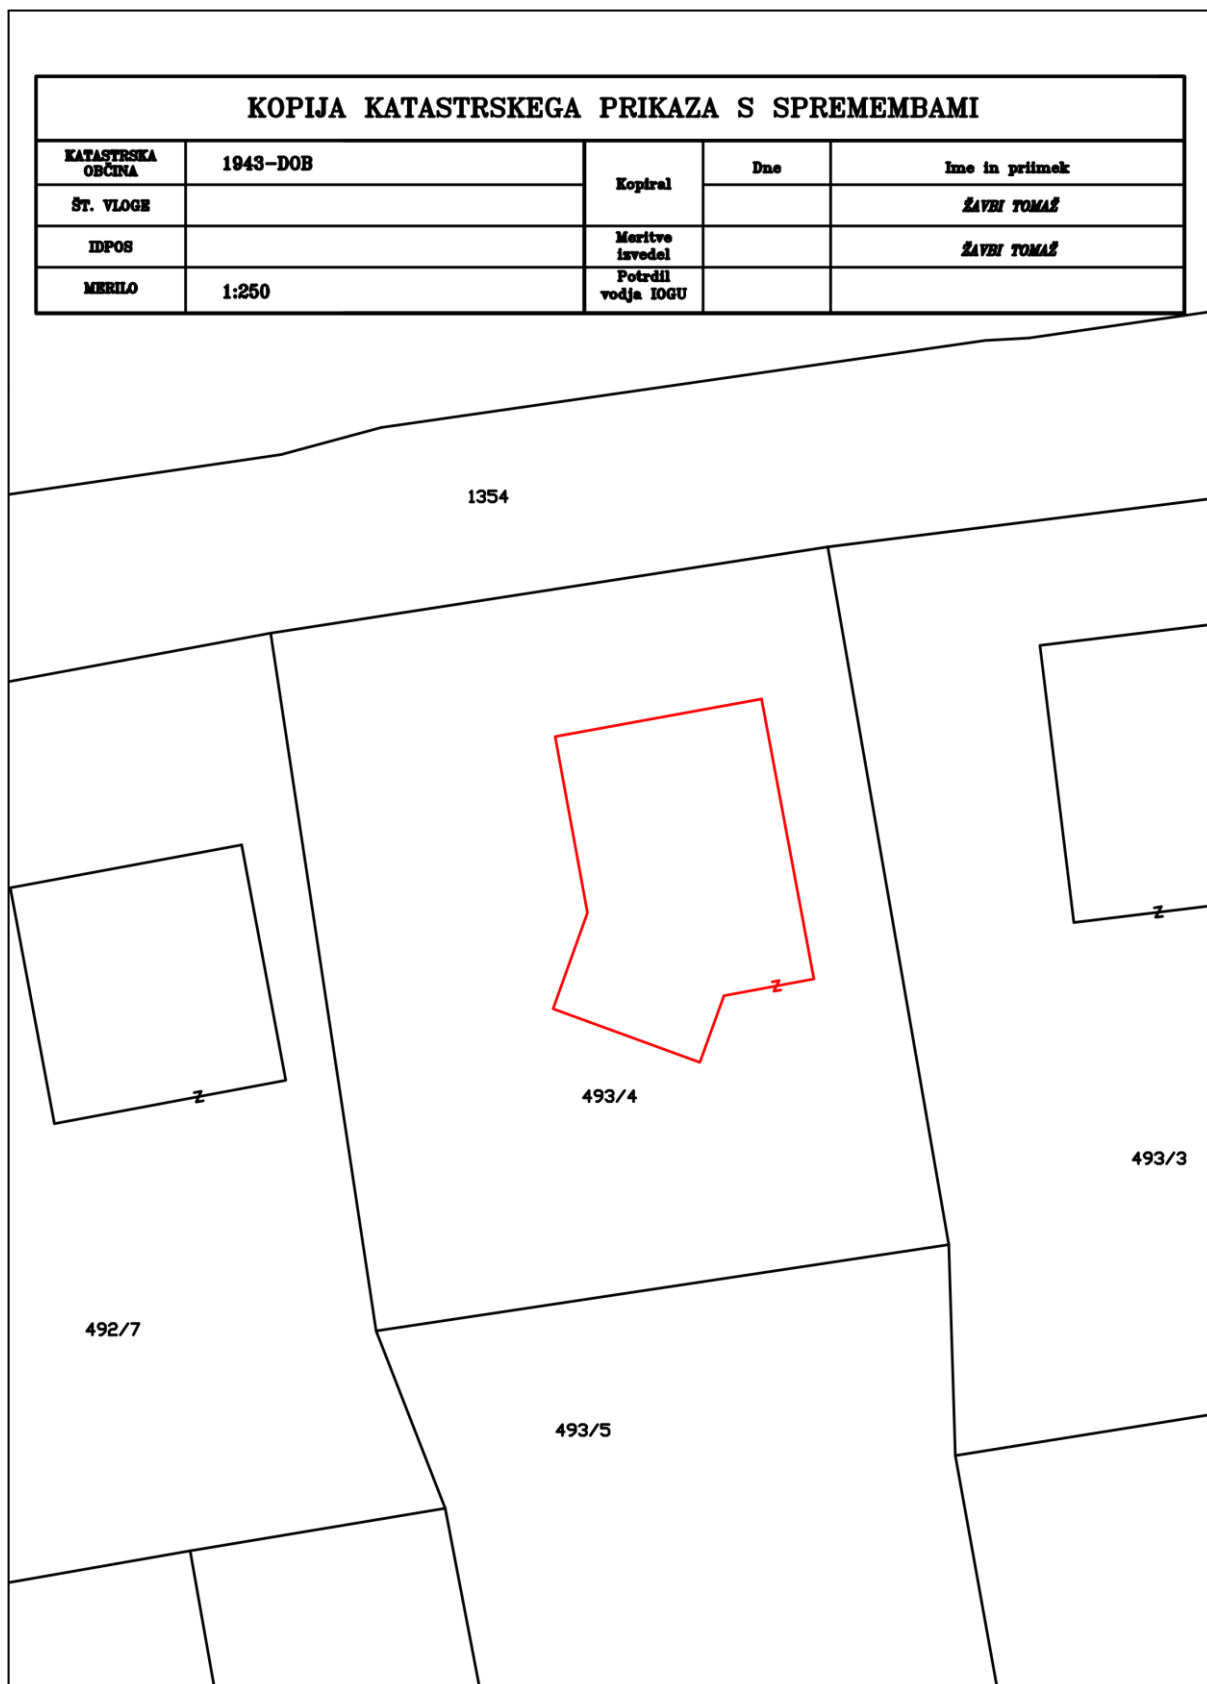 KOPIJA KATASTRSKEGA PRIKAZA S SPREMEMBAMI
KATASTRSKA
OBČINA
1943-DOB
Kopiral
Dne
Ime in priimek
ŠT. VLOGE
ŽAVBI TOMAŽ
IDPOS
Meritve
izvedel
ŽAVBI TOMAŽ
MERILO
1:250
Potrdil
vodja IOGU
1354
Z
Z
Z
493/4
493/3
492/7
493/5